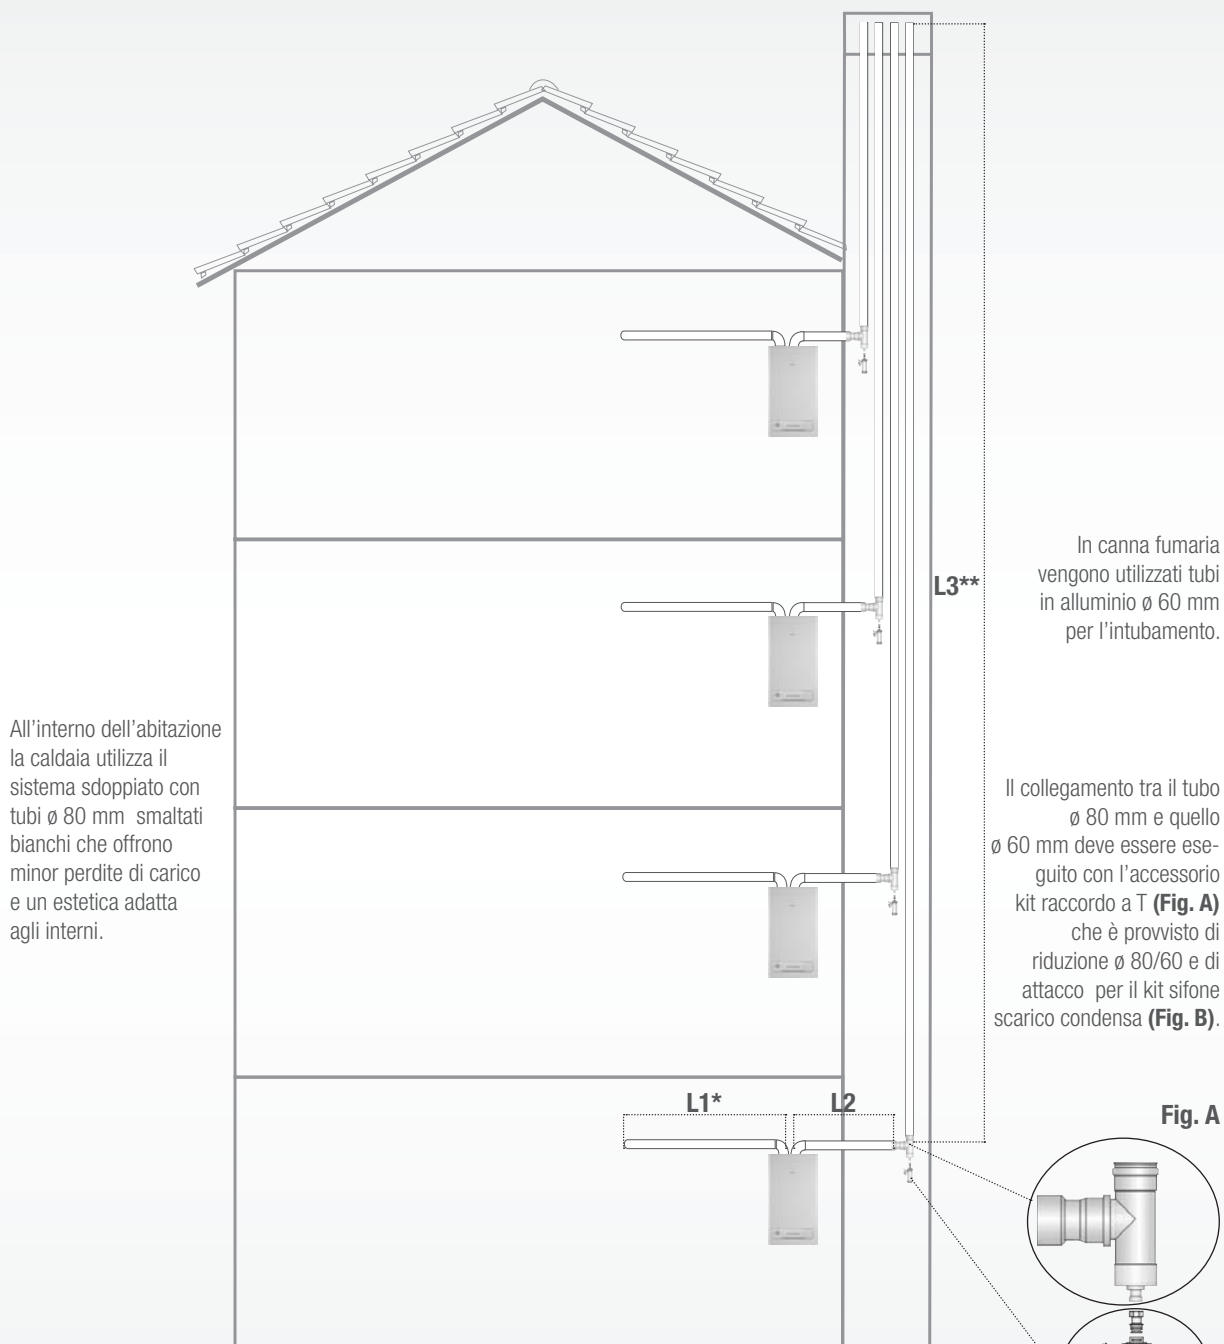 L3**
In canna fumaria
vengono utilizzati tubi
in alluminio ø 60 mm
per l'intubamento.
All'interno dell'abitazione
la caldaia utilizza il
sistema sdoppiato con
tubi ø 80 mm smaltati
bianchi che offrono
minor perdite di carico
e un estetica adatta
agli interni.
Il collegamento tra il tubo
ø 80 mm e quello
ø 60 mm deve essere ese-
guito con l'accessorio
kit raccordo a T (Fig. A)
che è provvisto di
riduzione ø 80/60 e di
attacco per il kit sifone
scarico condensa (Fig. B).
L1*
L2
Fig. A